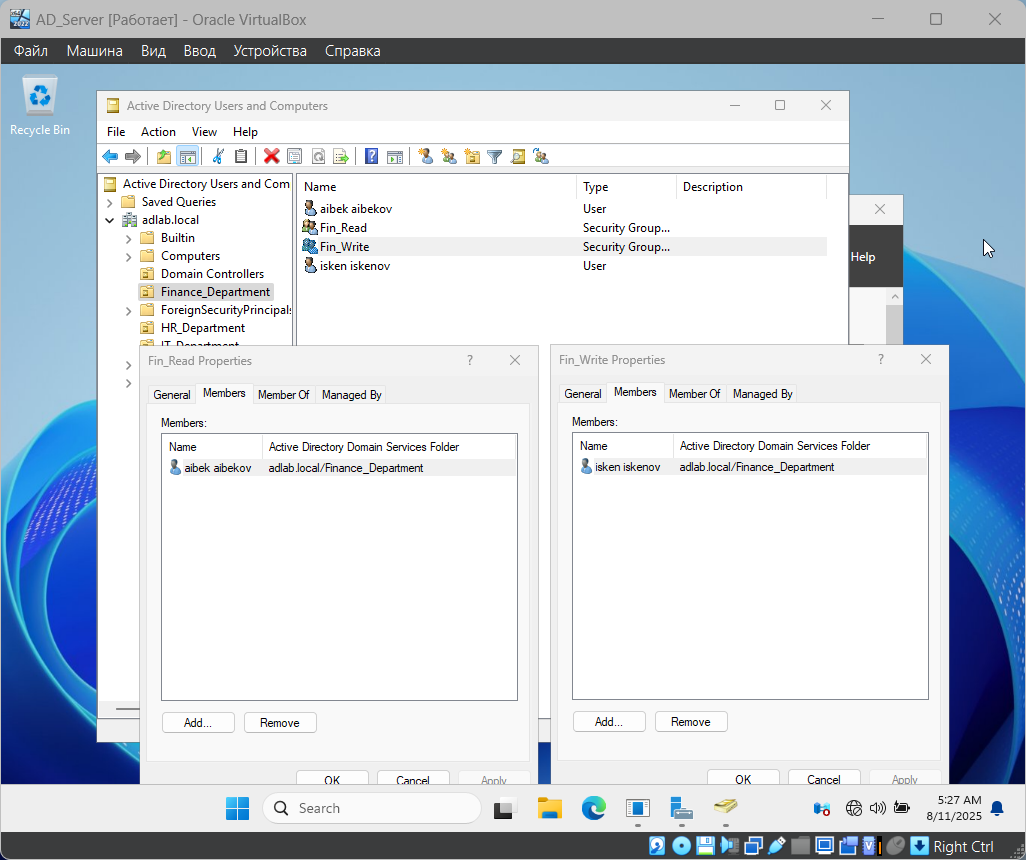 AD_Server [Работает] - Oracle VirtualBox
Файл Машина Вид Ввод Устройства Справка
Recycle Bin
Active Directory Users and Computers
File Action View Help
Active Directory Users and Com
Saved Queries
adlab.local
Builtin
Computers
Domain Controllers
Finance_Department
ForeignSecurityPrincipals
HR_Department
IT_Department
Name Type Description
aibek aibekov User
Fin_Read Security Group...
Fin_Write Security Group...
isken iskenov User
Help
Fin_Read Properties ?
General Members Member Of Managed By
Members:
Name Active Directory Domain Services Folder
aibek aibekov adlab.local/Finance_Department
Add... Remove
OK Cancel Apply
Fin_Write Properties ?
General Members Member Of Managed By
Members:
Name Active Directory Domain Services Folder
isken iskenov adlab.local/Finance_Department
Add... Remove
OK Cancel Apply
Search
5:27 AM
8/11/2025
Right Ctrl